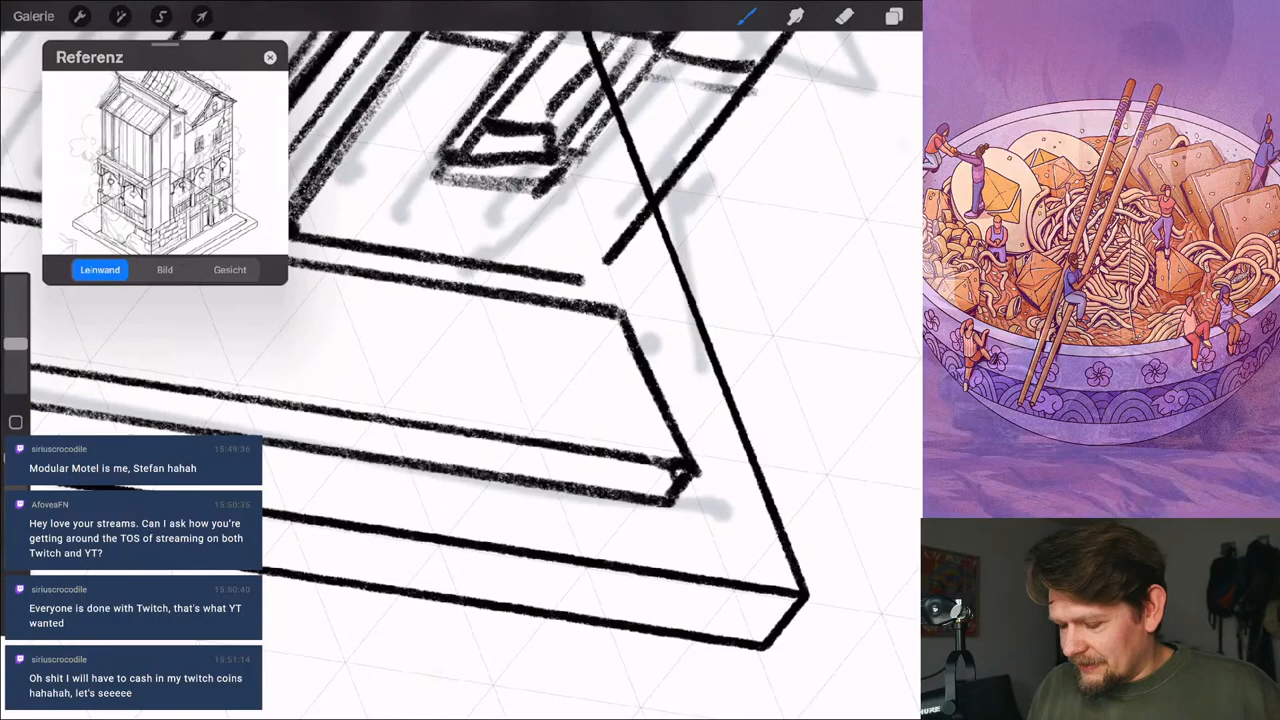 Galerie
Referenz
Leinwand
Bild
Gesicht
siriuscrocodile
15:49:36
Modular Motel is me, Stefan hahah
AfoveaFN
15:50:35
Hey love your streams. Can I ask how you're
getting around the TOS of streaming on both
Twitch and YT?
siriuscrocodile
15:50:40
Everyone is done with Twitch, that's what YT
wanted
siriuscrocodile
15:51:14
Oh shit I will have to cash in my twitch coins
hahahah, let's seeeee
SHURE